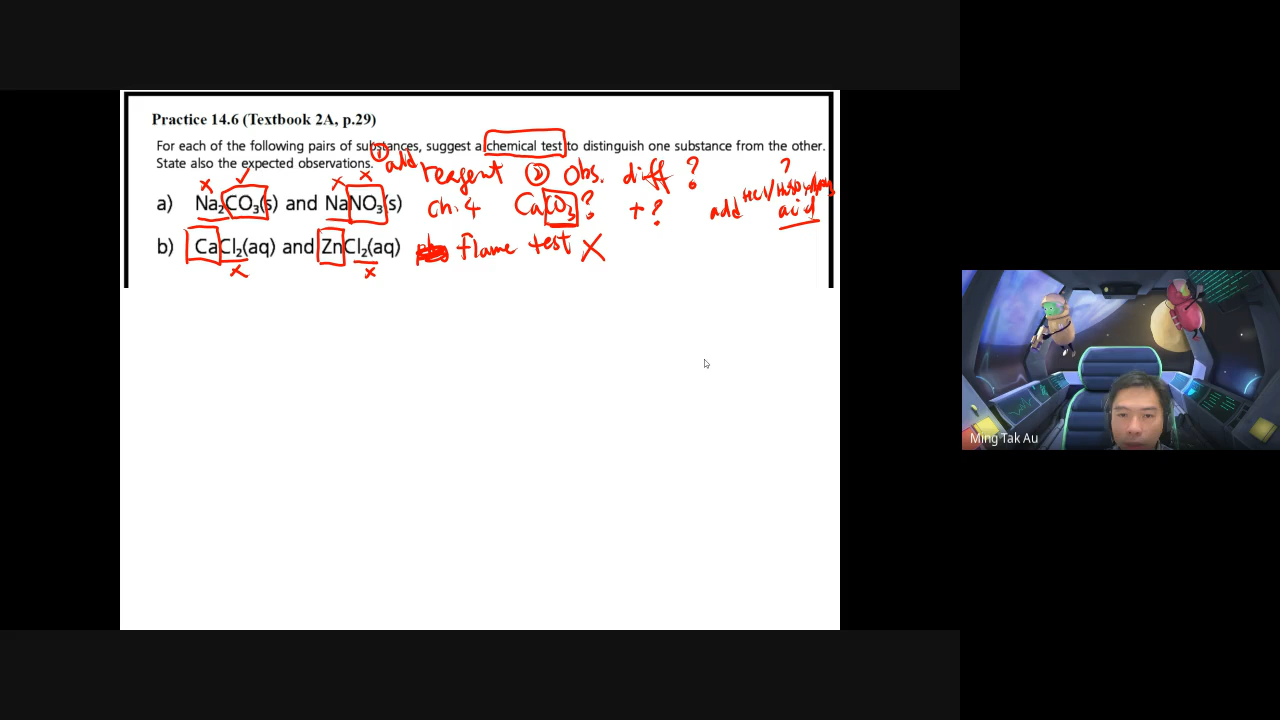 Practice 14.6 (Textbook 2A, p.29)
For each of the following pairs of substances, suggest a chemical test to distinguish one substance from the other.
State also the expected observations. ① add reagent ② Obs. diff ? ?
a) Na₂CO₃(s) and NaNO₃(s) ch. 4 CaCO₃? + ? add acid
b) CaCl₂(aq) and ZnCl₂(aq) flame test X
Ming Tak Au